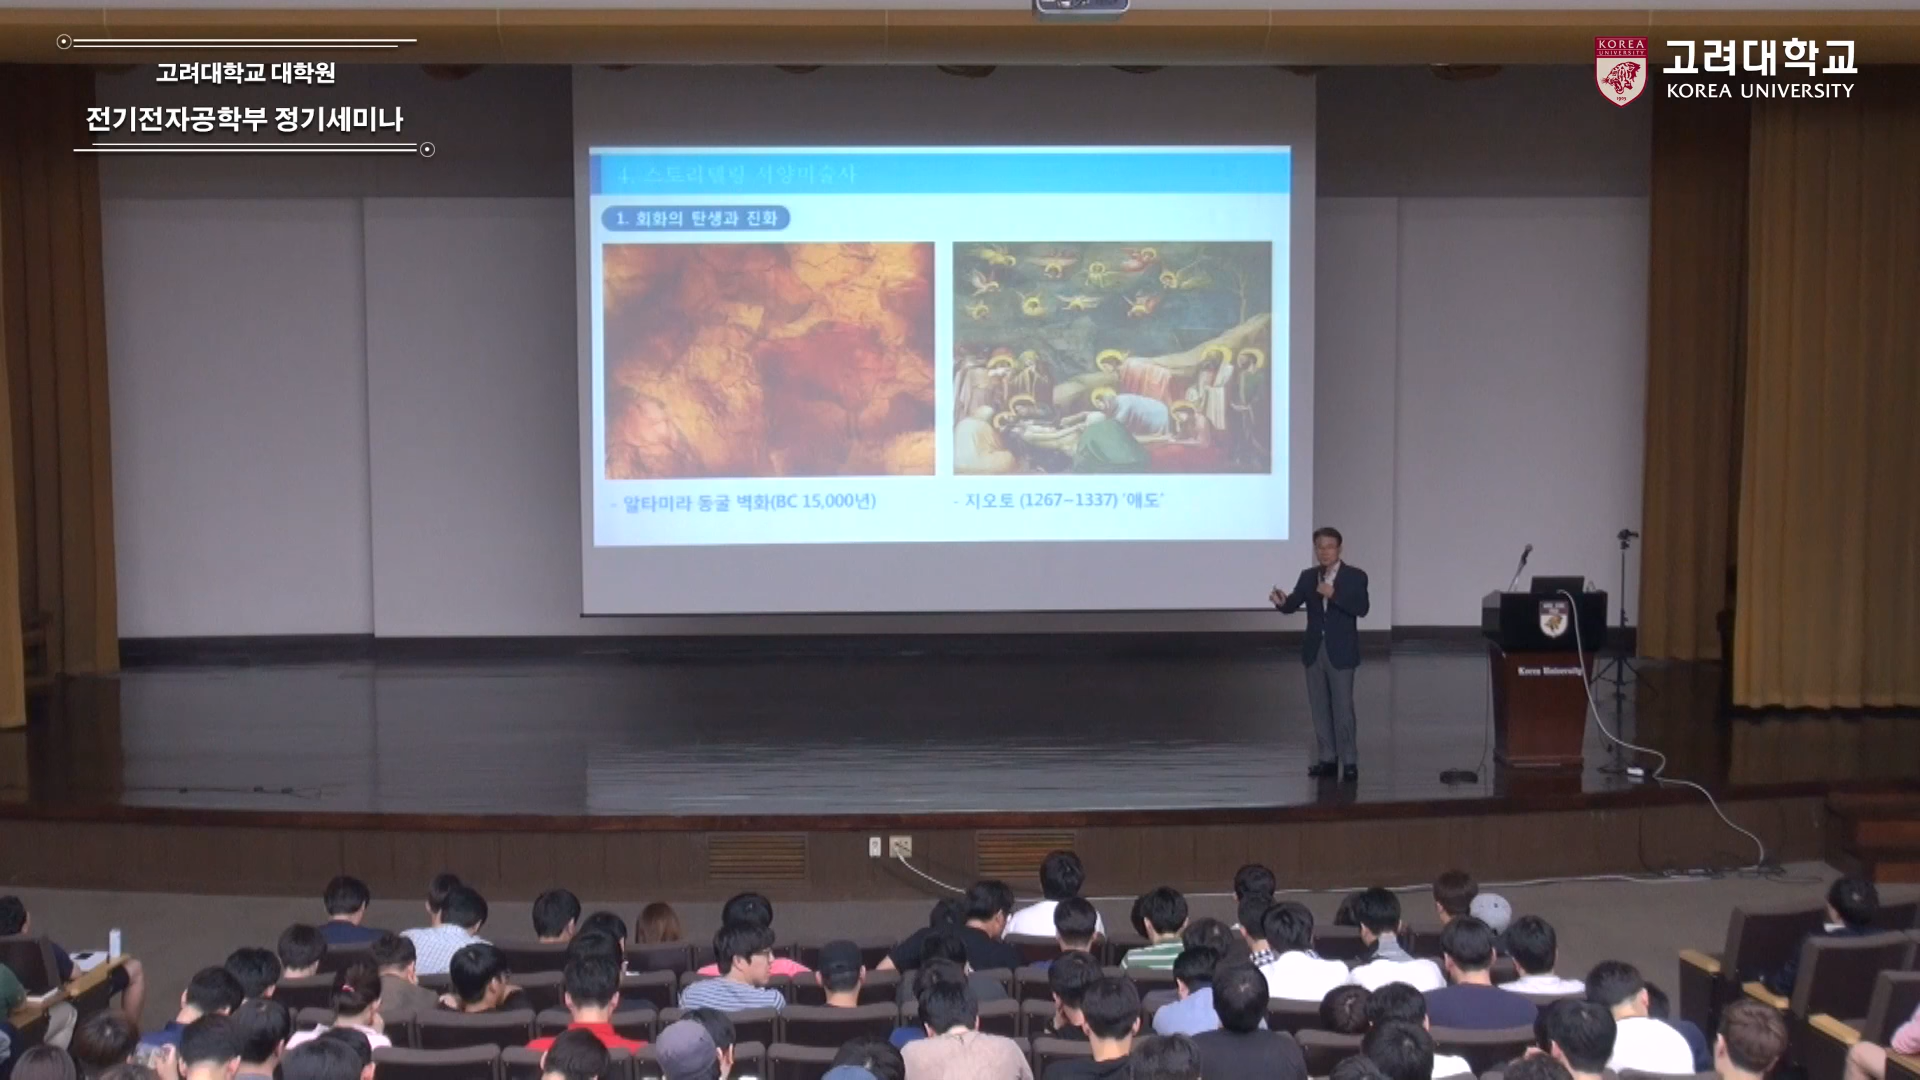 고려대학교 대학원
전기전자공학부 정기세미나
KOREA
UNIVERSITY
1905
고려대학교
KOREA UNIVERSITY
4. 스토리텔링 서양미술사
1. 회화의 탄생과 진화
- 알타미라 동굴 벽화(BC 15,000년)
- 지오토 (1267~1337) '애도'
Korea University